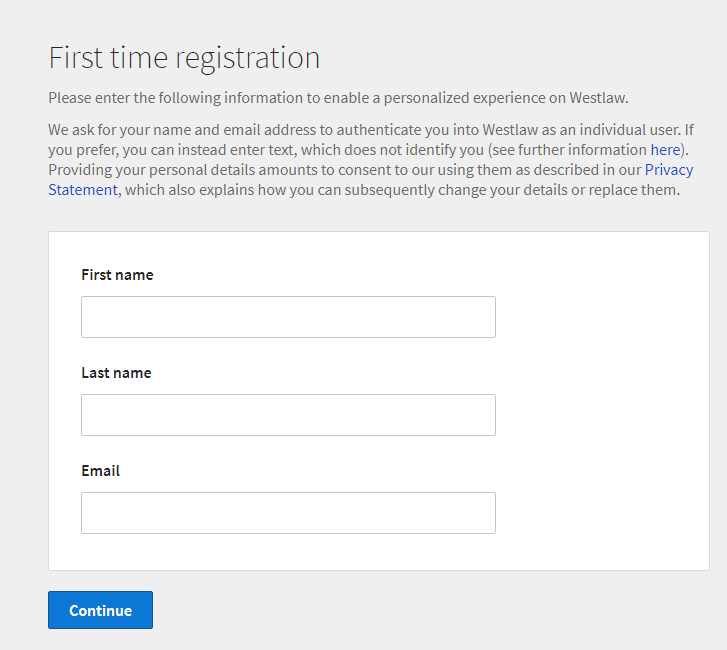 First time registration
Please enter the following information to enable a personalized experience on Westlaw.
We ask for your name and email address to authenticate you into Westlaw as an individual user. If
you prefer, you can instead enter text, which does not identify you (see further information here).
Providing your personal details amounts to consent to our using them as described in our Privacy
Statement, which also explains how you can subsequently change your details or replace them.
First name
Last name
Email
Continue